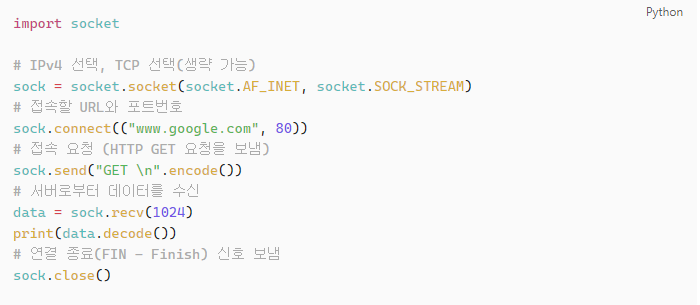 Python
import socket
# IPv4 선택, TCP 선택(생략 가능)
sock = socket.socket(socket.AF_INET, socket.SOCK_STREAM)
# 접속할 URL와 포트번호
sock.connect(("www.google.com", 80))
# 접속 요청 (HTTP GET 요청을 보냄)
sock.send("GET \n".encode())
# 서버로부터 데이터를 수신
data = sock.recv(1024)
print(data.decode())
# 연결 종료(FIN - Finish) 신호 보냄
sock.close()